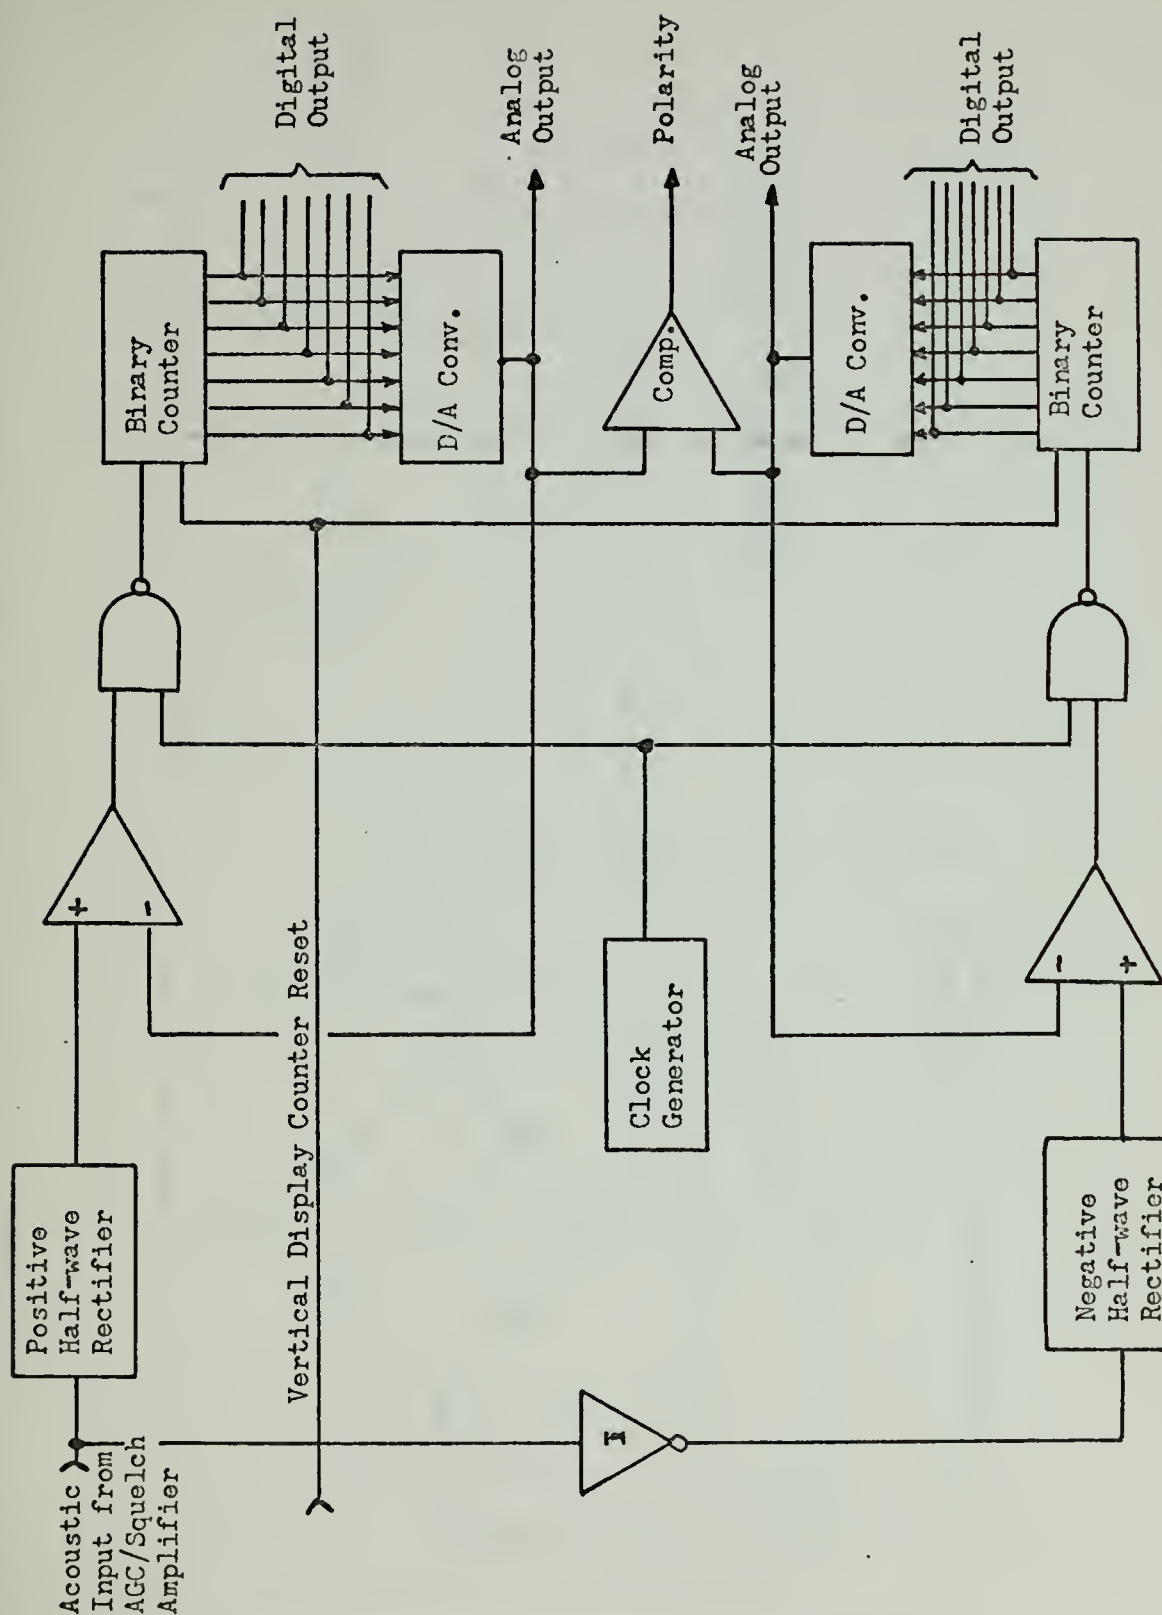 Acoustic
Input from
AGC/Squelch
Amplifier
Positive
Half-wave
Rectifier
+
-
Binary
Counter
Digital
Output
D/A Conv.
Analog
Output
Vertical Display Counter Reset
Comp.
Polarity
Clock
Generator
Analog
Output
I
D/A Conv.
Digital
Output
Binary
Counter
-
+
Negative
Half-wave
Rectifier